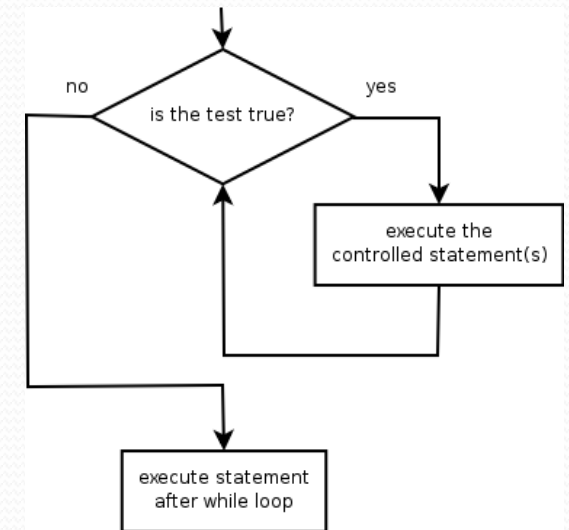 no
yes
is the test true?
execute the
controlled statement(s)
execute statement
after while loop